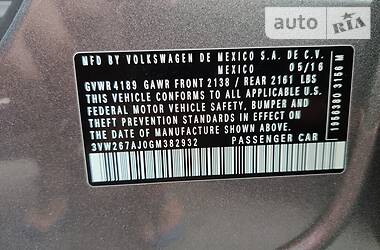 auto RIA
MFD BY VOLKSWAGEN DE MEXICO S.A. DE C.V.
MEXICO 05/16
GVWR4189 GAWR FRONT 2138 / REAR 2161 LBS
THIS VEHICLE CONFORMS TO ALL APPLICABLE
FEDERAL MOTOR VEHICLE SAFETY, BUMPER AND
THEFT PREVENTION STANDARDS IN EFFECT ON
THE DATE OF MANUFACTURE SHOWN ABOVE.
3VW267AJ0GM382932 PASSENGER CAR